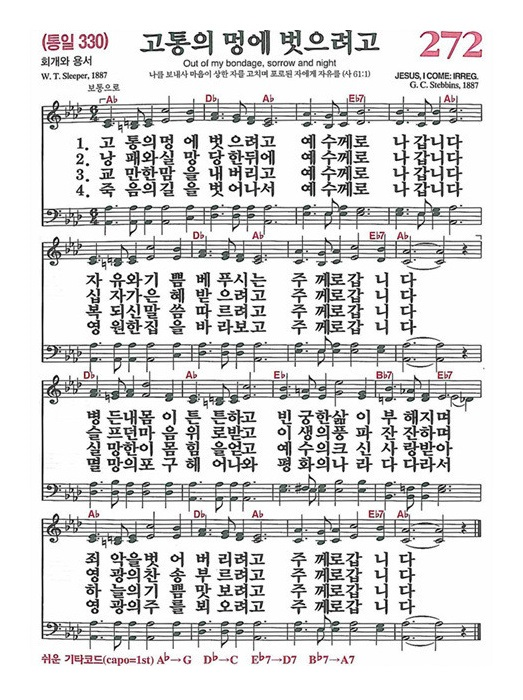 (통일 330) 고통의 멍에 벗으려고 272
회개와 용서 Out of my bondage, sorrow and night
W. T. Sleeper, 1887 나를 보내사 마음이 상한 자를 고치며 포로된 자에게 자유를 (사 61:1) JESUS, I COME: IRREG.
보통으로 G. C. Stebbins, 1887
A♭ D♭ A♭ E♭7 A♭
1. 고 통의멍에 벗으려고 예수께로 나갑니다
2. 낭 패와실망 당한뒤에 예수께로 나갑니다
3. 교 만한맘을 내버리고 예수께로 나갑니다
4. 죽 음의길을 벗어나서 예수께로 나갑니다
D♭ A♭ E♭7 A♭
자 유와기 쁨 베푸시는 주께로갑 니 다
십 자가은 혜 받으려고 주께로갑 니 다
복 되신말 씀 따르려고 주께로갑 니 다
영 원한집 을 바라보고 주께로갑 니 다
D♭ A♭ E♭ A♭ B♭7 E♭7
병 든내몸 이 튼튼하고 빈궁한삶 이 부 해지며
슬 프던마 음 위로받고 이생의풍 파 잔 잔하며
실 망한이 몸 힘을얻고 예수의크 신 사 랑받아
멸 망의포 구 헤어나와 평화의나 라 다 다라서
A♭ D♭ A♭ E♭7 A♭
죄 악을벗 어 버리려고 주께로갑 니 다
영 광의찬 송 부르려고 주께로갑 니 다
하 늘의기 쁨 맛보려고 주께로갑 니 다
영 광의주 를 뵈오려고 주께로갑 니 다
쉬운 기타코드(capo=1st) A♭→G D♭→C E♭7→D7 B♭7→A7